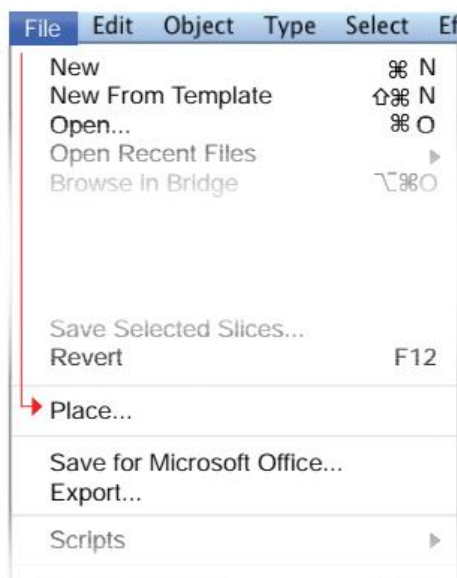 File Edit Object Type Select Ef
New ⌘ N
New From Template ⇧⌘ N
Open... ⌘ O
Open Recent Files
Browse in Bridge ⌥⌘O
Save Selected Slices...
Revert F12
Place...
Save for Microsoft Office...
Export...
Scripts